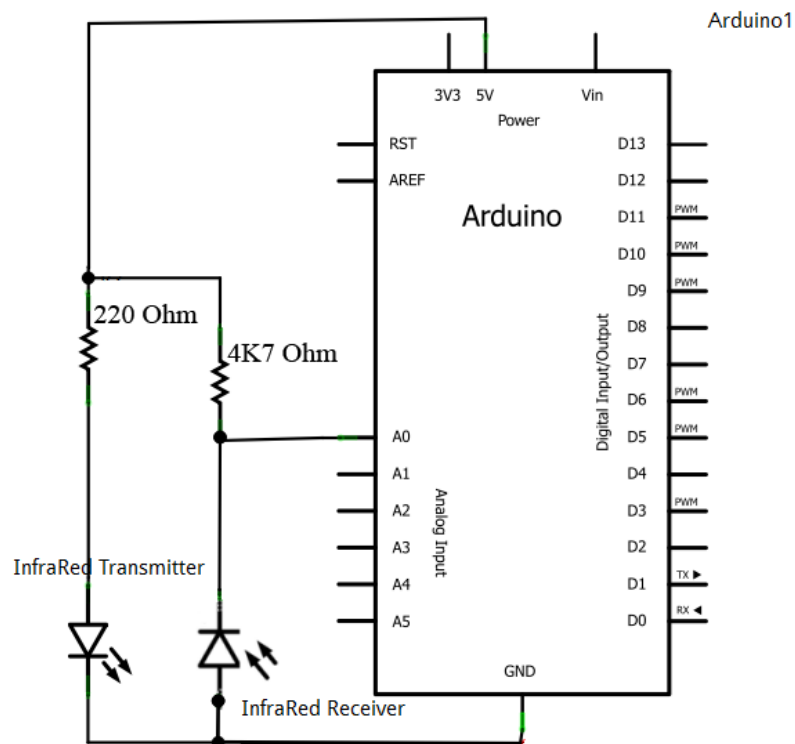 Arduino1
3V3 5V Vin
Power
RST D13
AREF D12
Arduino
D11 PWM
D10 PWM
D9 PWM
220 Ohm
D8
4K7 Ohm
D7
D6 PWM
Digital Input/Output
A0 D5 PWM
A1 D4
A2 D3 PWM
Analog Input
A3 D2
InfraRed Transmitter
A4 D1 TX
A5 D0 RX
GND
InfraRed Receiver